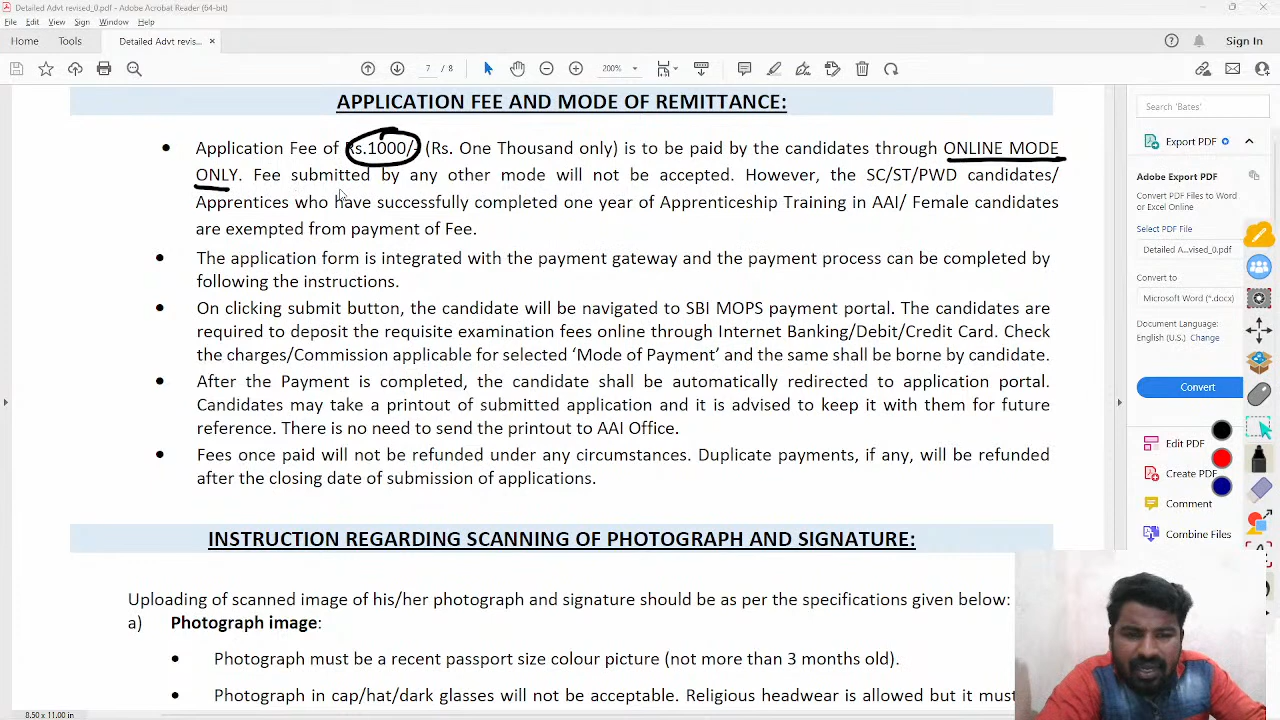 Detailed Advt revised_0.pdf - Adobe Acrobat Reader (64-bit)
File Edit View Sign Window Help
Home Tools Detailed Advt revis... × Sign In
7 / 8 200%
APPLICATION FEE AND MODE OF REMITTANCE:
• Application Fee of Rs.1000/- (Rs. One Thousand only) is to be paid by the candidates through ONLINE MODE
ONLY. Fee submitted by any other mode will not be accepted. However, the SC/ST/PWD candidates/
Apprentices who have successfully completed one year of Apprenticeship Training in AAI/ Female candidates
are exempted from payment of Fee.
• The application form is integrated with the payment gateway and the payment process can be completed by
following the instructions.
• On clicking submit button, the candidate will be navigated to SBI MOPS payment portal. The candidates are
required to deposit the requisite examination fees online through Internet Banking/Debit/Credit Card. Check
the charges/Commission applicable for selected ‘Mode of Payment’ and the same shall be borne by candidate.
• After the Payment is completed, the candidate shall be automatically redirected to application portal.
Candidates may take a printout of submitted application and it is advised to keep it with them for future
reference. There is no need to send the printout to AAI Office.
• Fees once paid will not be refunded under any circumstances. Duplicate payments, if any, will be refunded
after the closing date of submission of applications.
INSTRUCTION REGARDING SCANNING OF PHOTOGRAPH AND SIGNATURE:
Uploading of scanned image of his/her photograph and signature should be as per the specifications given below:
a) Photograph image:
• Photograph must be a recent passport size colour picture (not more than 3 months old).
• Photograph in cap/hat/dark glasses will not be acceptable. Religious headwear is allowed but it must
8.50 x 11.00 in
Search 'Bates'
Export PDF
Adobe Export PDF
Convert PDF Files to Word
or Excel Online
Select PDF File
Detailed A...vised_0.pdf
Convert to
Microsoft Word (*.docx)
Document Language:
English (U.S.) Change
Convert
Edit PDF
Create PDF
Comment
Combine Files